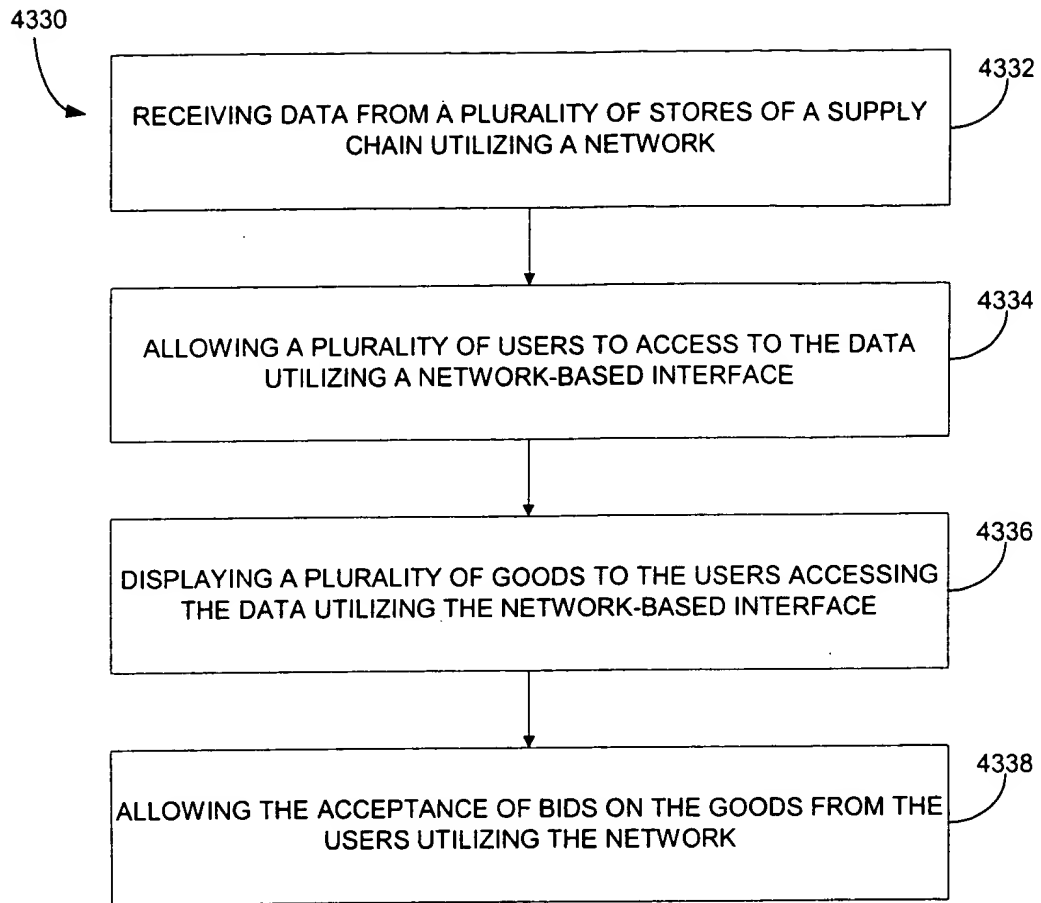 4330
4332
RECEIVING DATA FROM A PLURALITY OF STORES OF A SUPPLY
CHAIN UTILIZING A NETWORK
4334
ALLOWING A PLURALITY OF USERS TO ACCESS TO THE DATA
UTILIZING A NETWORK-BASED INTERFACE
4336
DISPLAYING A PLURALITY OF GOODS TO THE USERS ACCESSING
THE DATA UTILIZING THE NETWORK-BASED INTERFACE
4338
ALLOWING THE ACCEPTANCE OF BIDS ON THE GOODS FROM THE
USERS UTILIZING THE NETWORK